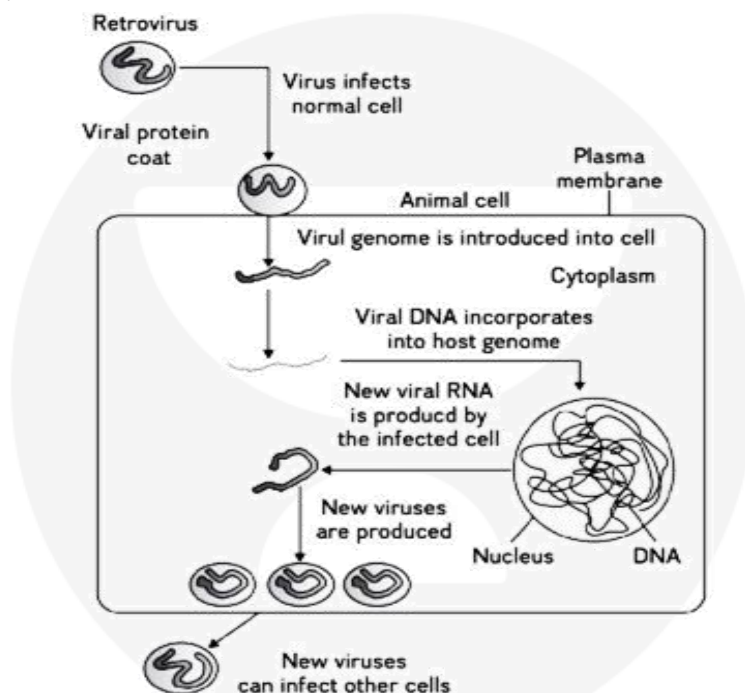 Retrovirus
Virus infects
normal cell
Viral protein
coat
Plasma
membrane
Animal cell
Virul genome is introduced into cell
Cytoplasm
Viral DNA incorporates
into host genome
New viral RNA
is producd by
the infected cell
New viruses
are produced
Nucleus
DNA
New viruses
can infect other cells